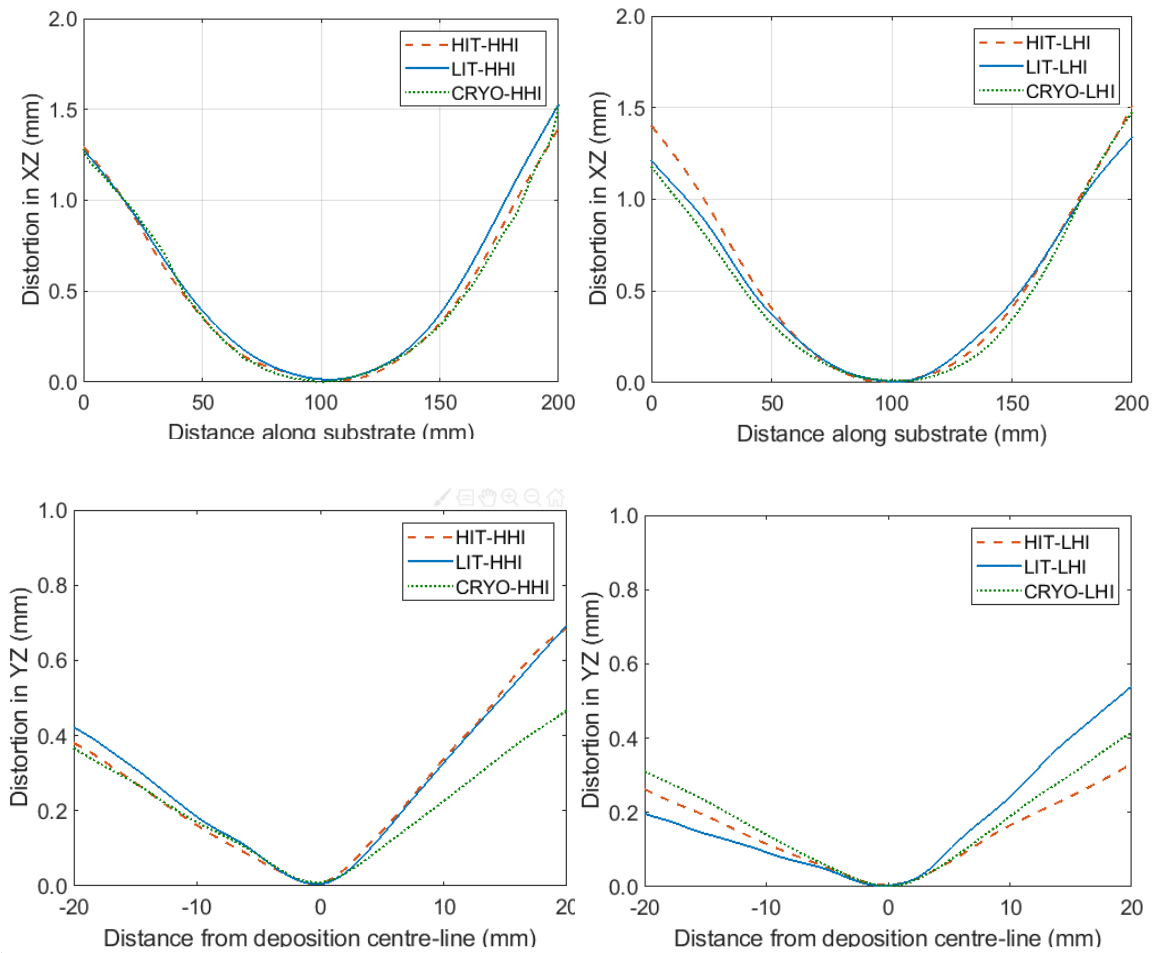 2.0
1.5
1.0
0.5
0.0
Distortion in XZ (mm)
HIT-HHI
LIT-HHI
CRYO-HHI
0 50 100 150 200
Distance along substrate (mm)
2.0
1.5
1.0
0.5
0.0
Distortion in XZ (mm)
HIT-LHI
LIT-LHI
CRYO-LHI
0 50 100 150 200
Distance along substrate (mm)
1.0
0.8
0.6
0.4
0.2
0.0
Distortion in YZ (mm)
HIT-HHI
LIT-HHI
CRYO-HHI
-20 -10 0 10 20
Distance from deposition centre-line (mm)
1.0
0.8
0.6
0.4
0.2
0.0
Distortion in YZ (mm)
HIT-LHI
LIT-LHI
CRYO-LHI
-20 -10 0 10 20
Distance from deposition centre-line (mm)